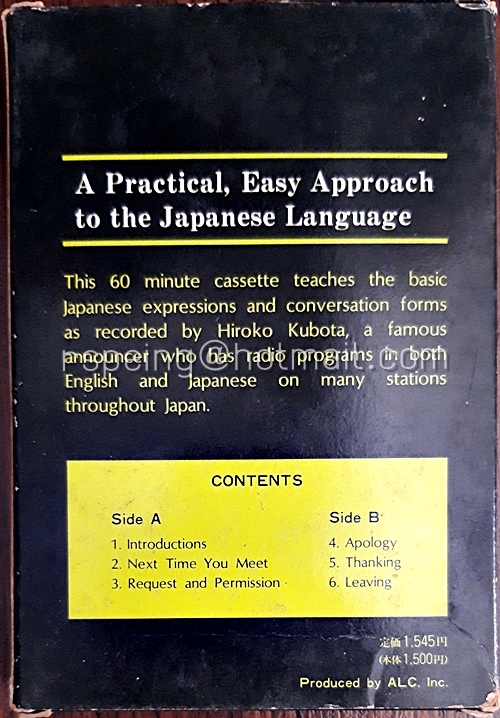 A Practical, Easy Approach
to the Japanese Language
This 60 minute cassette teaches the basic
Japanese expressions and conversation forms
as recorded by Hiroko Kubota, a famous
announcer who has radio programs in both
rspeing@hotmail.com
English and Japanese on many stations
throughout Japan.
CONTENTS
Side A
1. Introductions
2. Next Time You Meet
3. Request and Permission
Side B
4. Apology
5. Thanking
6. Leaving
定価1,545円
(本体1,500円)
Produced by ALC, Inc.